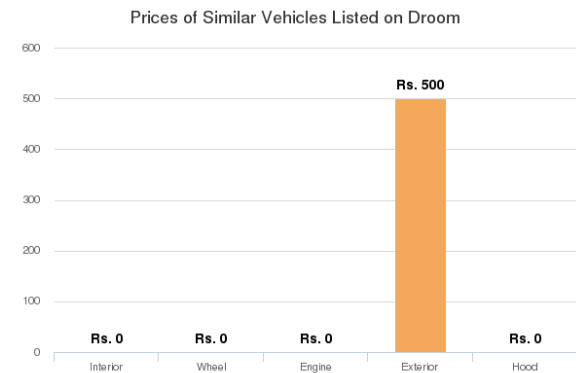 Prices of Similar Vehicles Listed on Droom
600
500
400
300
200
100
0
Rs. 0
Rs. 0
Rs. 0
Rs. 500
Rs. 0
Interior
Wheel
Engine
Exterior
Hood